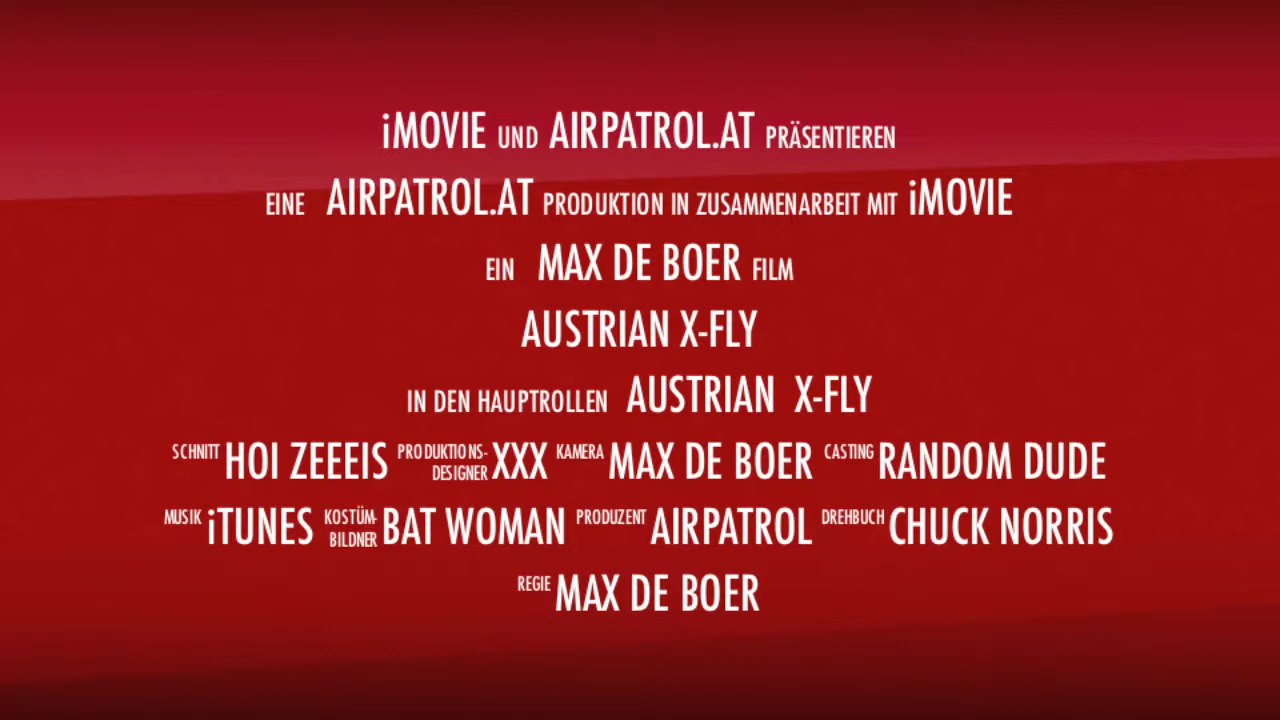 iMOVIE UND AIRPATROL.AT PRÄSENTIEREN
EINE AIRPATROL.AT PRODUKTION IN ZUSAMMENARBEIT MIT iMOVIE
EIN MAX DE BOER FILM
AUSTRIAN X-FLY
IN DEN HAUPTROLLEN AUSTRIAN X-FLY
SCHNITT HOI ZEEEIS PRODUKTIONS-DESIGNER XXX KAMERA MAX DE BOER CASTING RANDOM DUDE
MUSIK iTUNES KOSTÜM-BILDNER BAT WOMAN PRODUZENT AIRPATROL DREHBUCH CHUCK NORRIS
REGIE MAX DE BOER